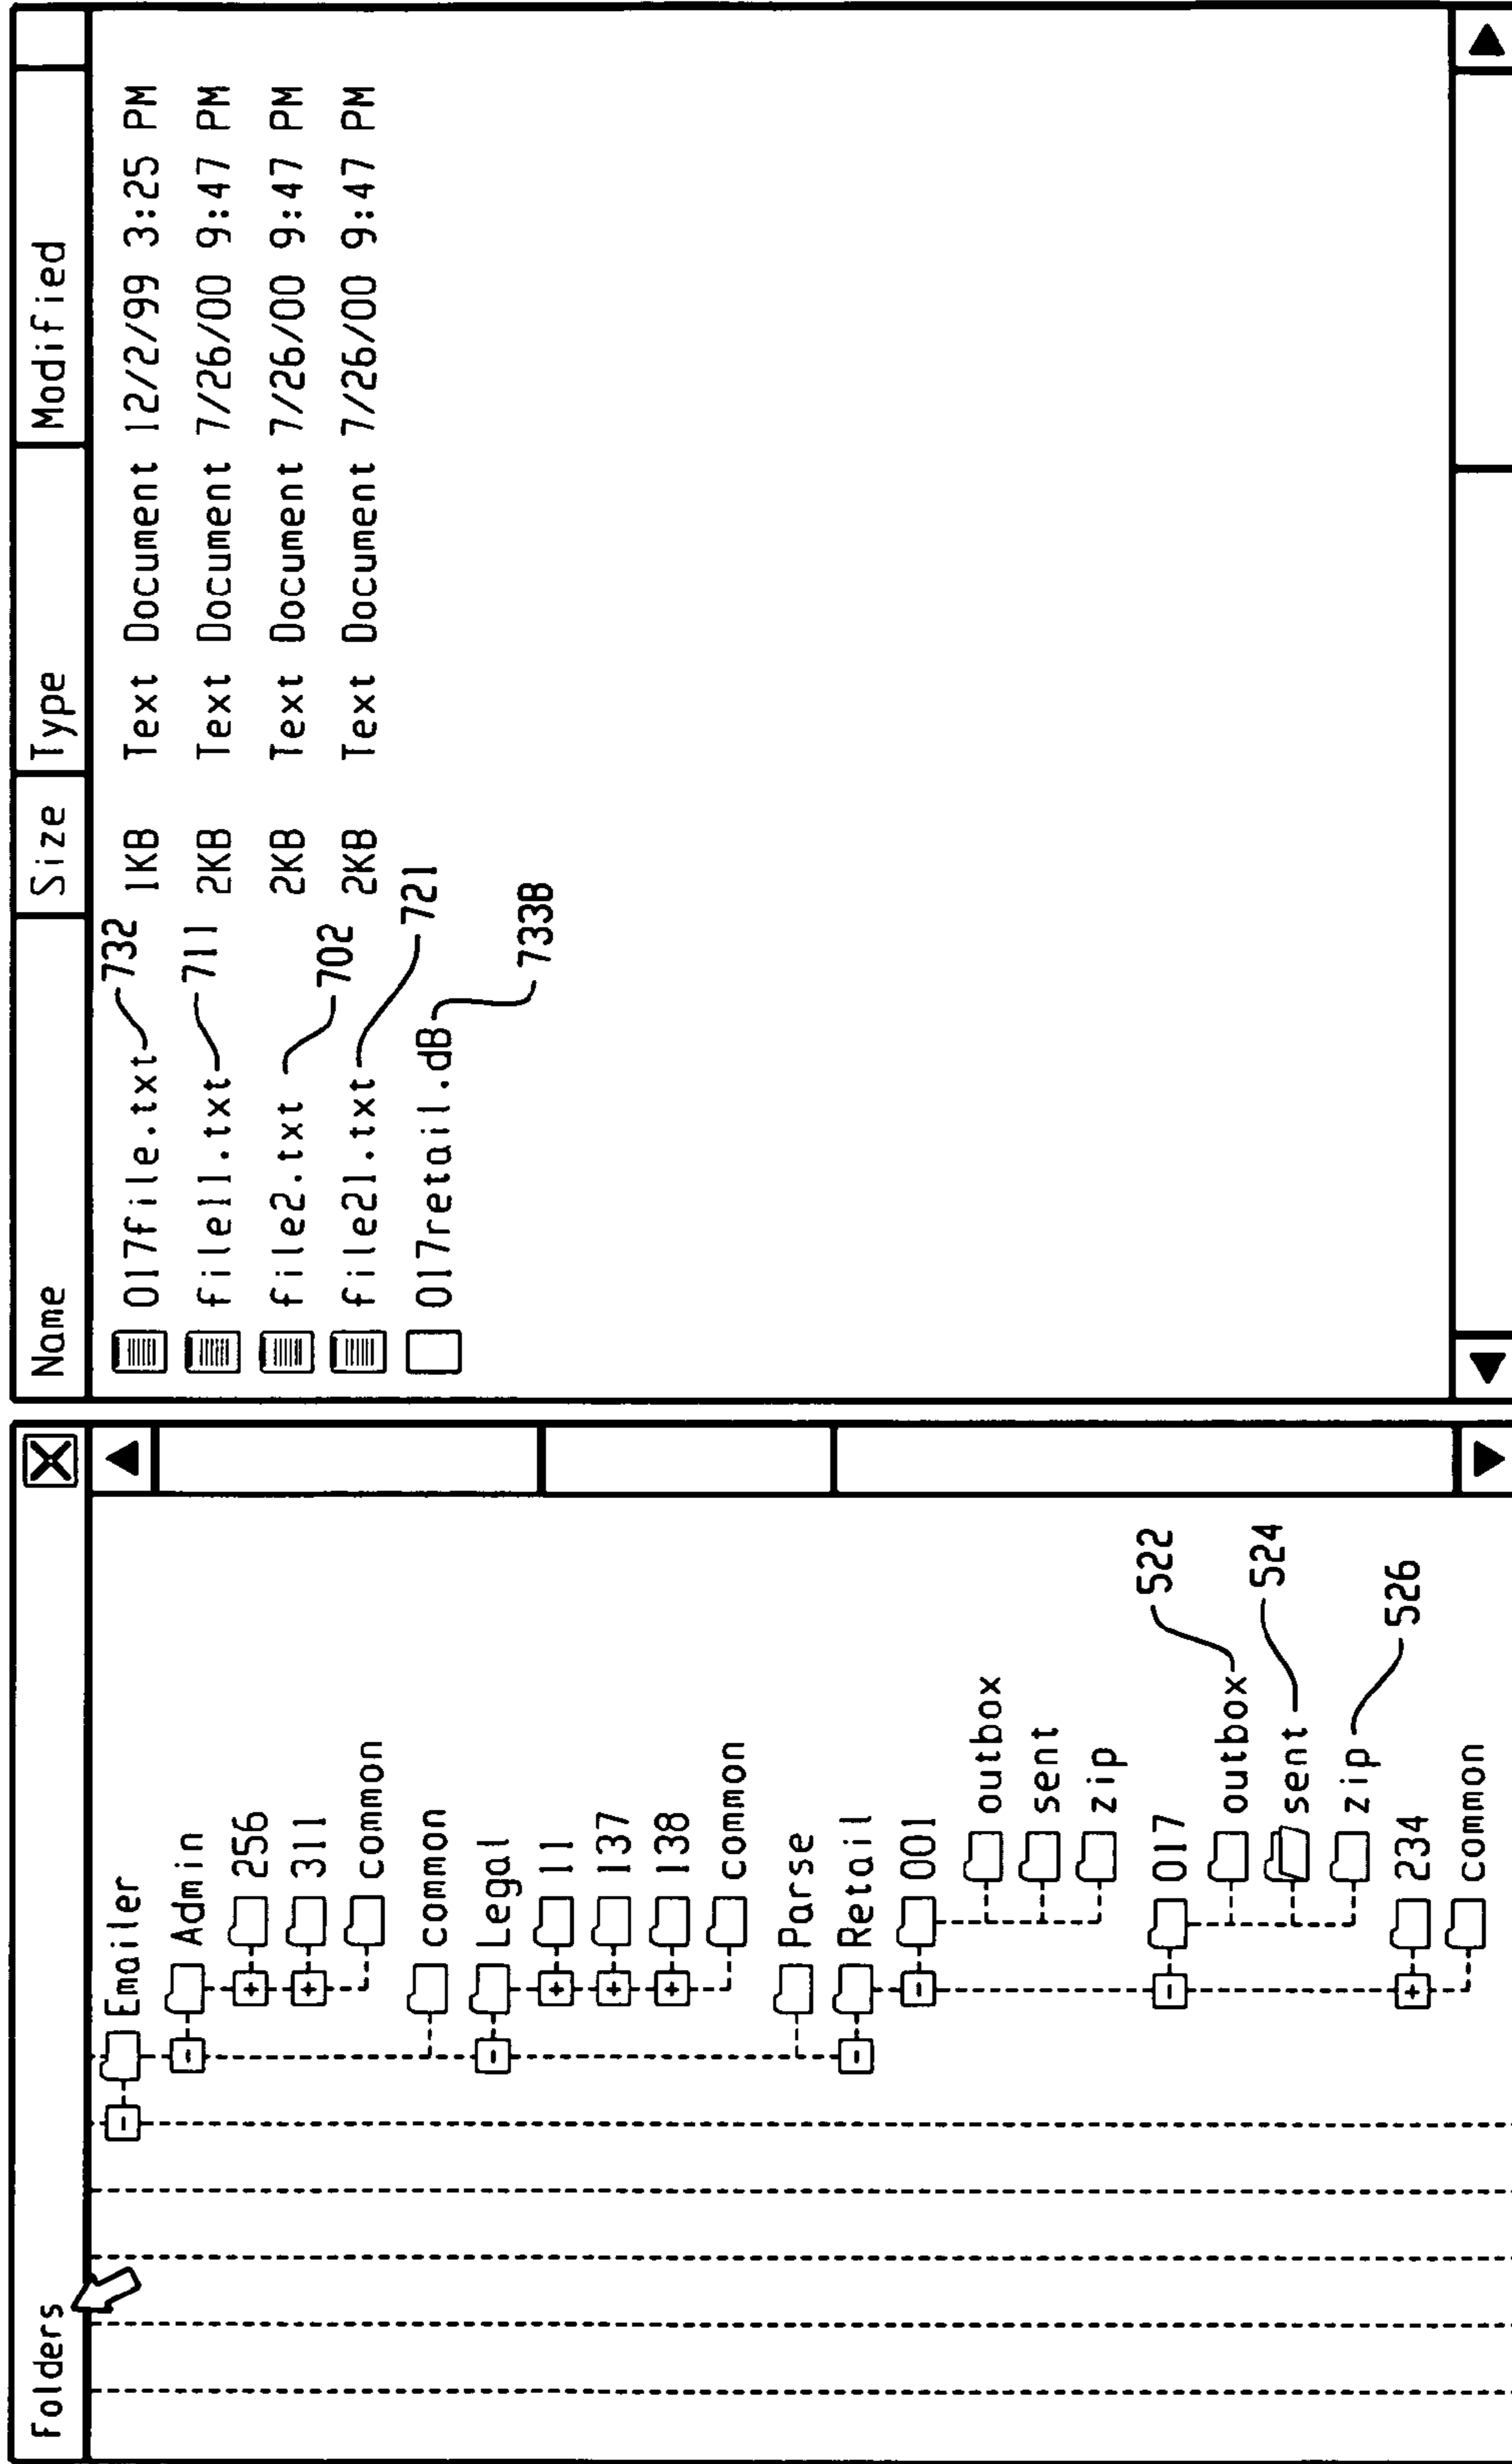 Folders
Emailer
Admin
256
311
common
common
Legal
11
137
138
common
Parse
Retail
001
outbox
sent
zip
017
outbox 522
sent 524
zip 526
234
common
Name Size Type Modified
017file.txt 732 1KB Text Document 12/2/99 3:25 PM
file11.txt 711 2KB Text Document 7/26/00 9:47 PM
file2.txt 702 2KB Text Document 7/26/00 9:47 PM
file21.txt 721 2KB Text Document 7/26/00 9:47 PM
017retail.dB 733B